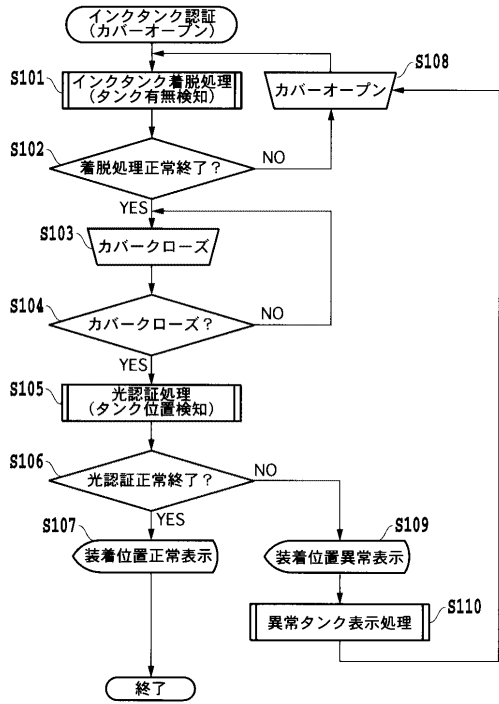 インクタンク認証
(カバーオープン)
S101
インクタンク着脱処理
(タンク有無検知)
S108
カバーオープン
S102
着脱処理正常終了?
NO
YES
S103
カバークローズ
S104
カバークローズ?
NO
YES
S105
光認証処理
(タンク位置検知)
S106
光認証正常終了?
NO
YES
S107
装着位置正常表示
S109
装着位置異常表示
S110
異常タンク表示処理
終了